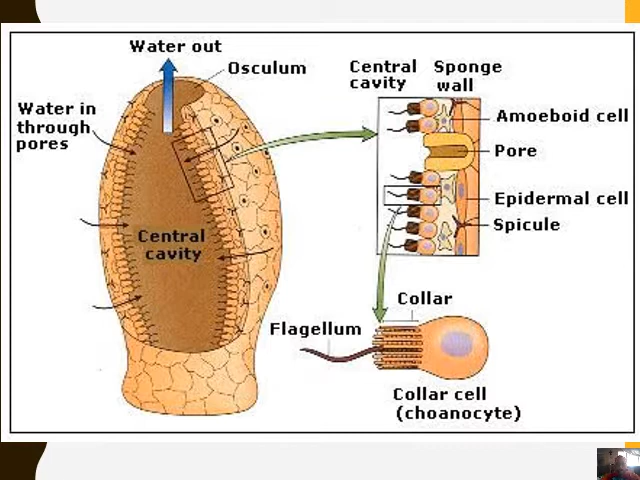 Water out
Osculum
Water in
through
pores
Central
cavity
Central
cavity
Sponge
wall
Amoeboid cell
Pore
Epidermal cell
Spicule
Collar
Flagellum
Collar cell
(choanocyte)